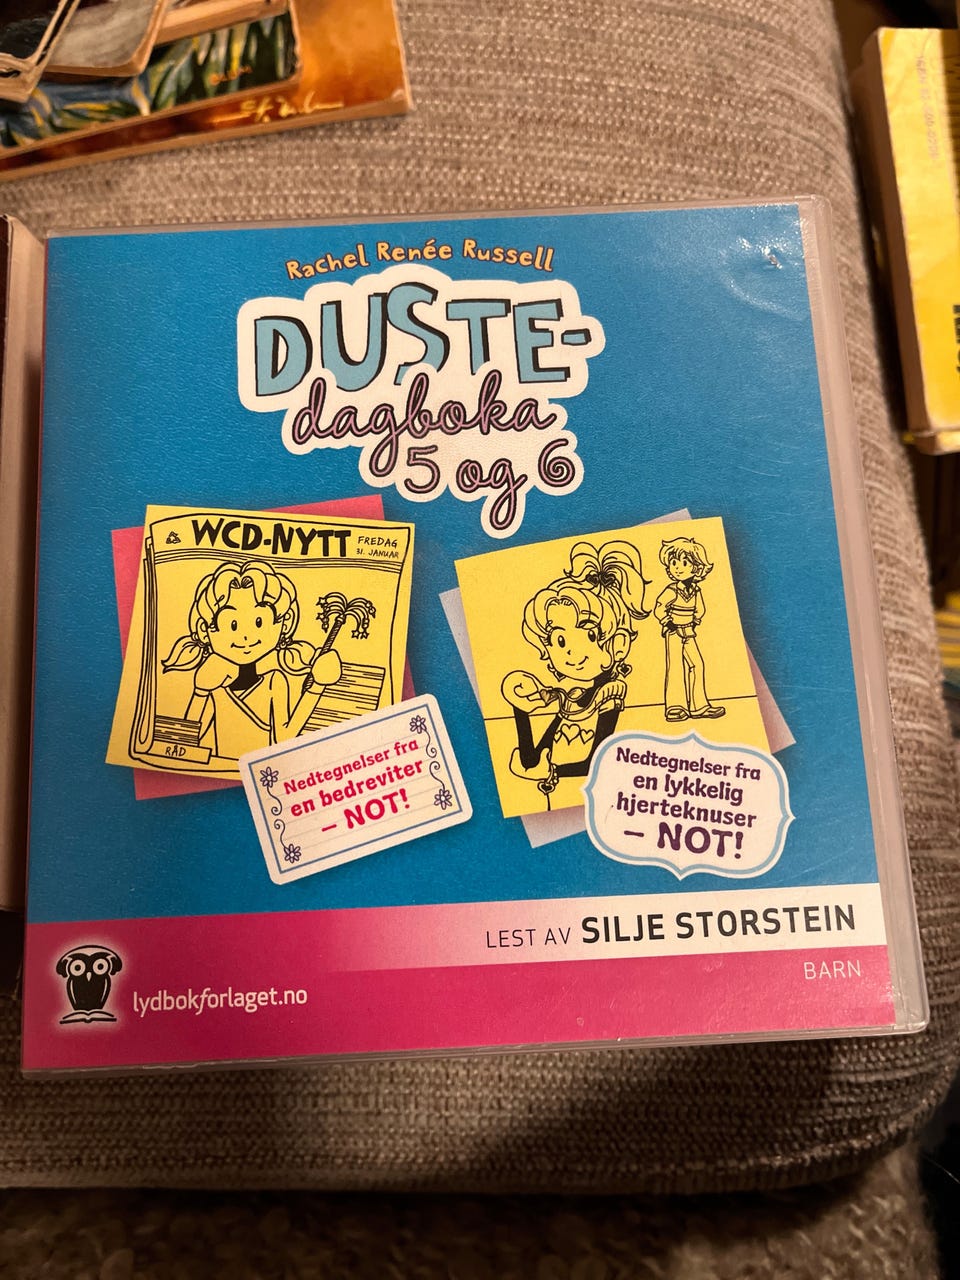 Rachel Renée Russell
DUSTE-
dagboka
5 og 6
WCD-NYTT
FREDAG
31. JANUAR
RÅD
Nedtegnelser fra
en bedreviter
– NOT!
Nedtegnelser fra
en lykkelig
hjerteknuser
– NOT!
LEST AV SILJE STORSTEIN
BARN
lydbokforlaget.no